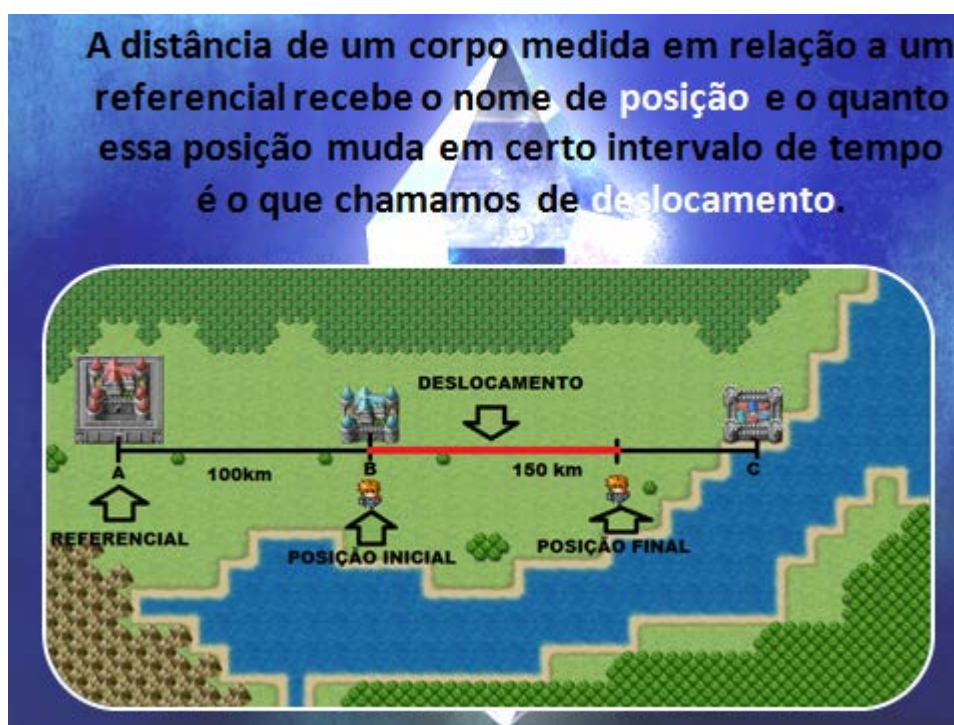 A distância de um corpo medida em relação a um
referencial recebe o nome de posição e o quanto
essa posição muda em certo intervalo de tempo
é o que chamamos de deslocamento.
DESLOCAMENTO
A
100km
B
150 km
C
REFERENCIAL
POSIÇÃO INICIAL
POSIÇÃO FINAL